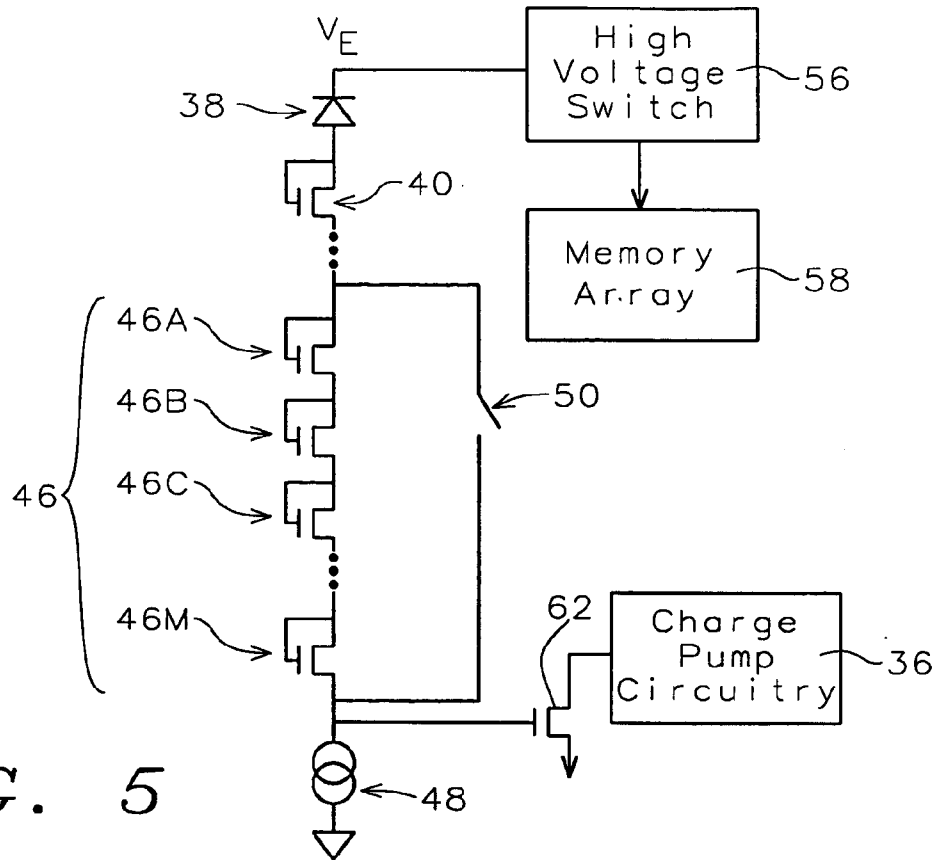 V_E
High
Voltage
Switch
56
38
40
Memory
Array
58
46A
46B
50
46
46C
46M
62
Charge
Pump
Circuitry
36
48
G. 5